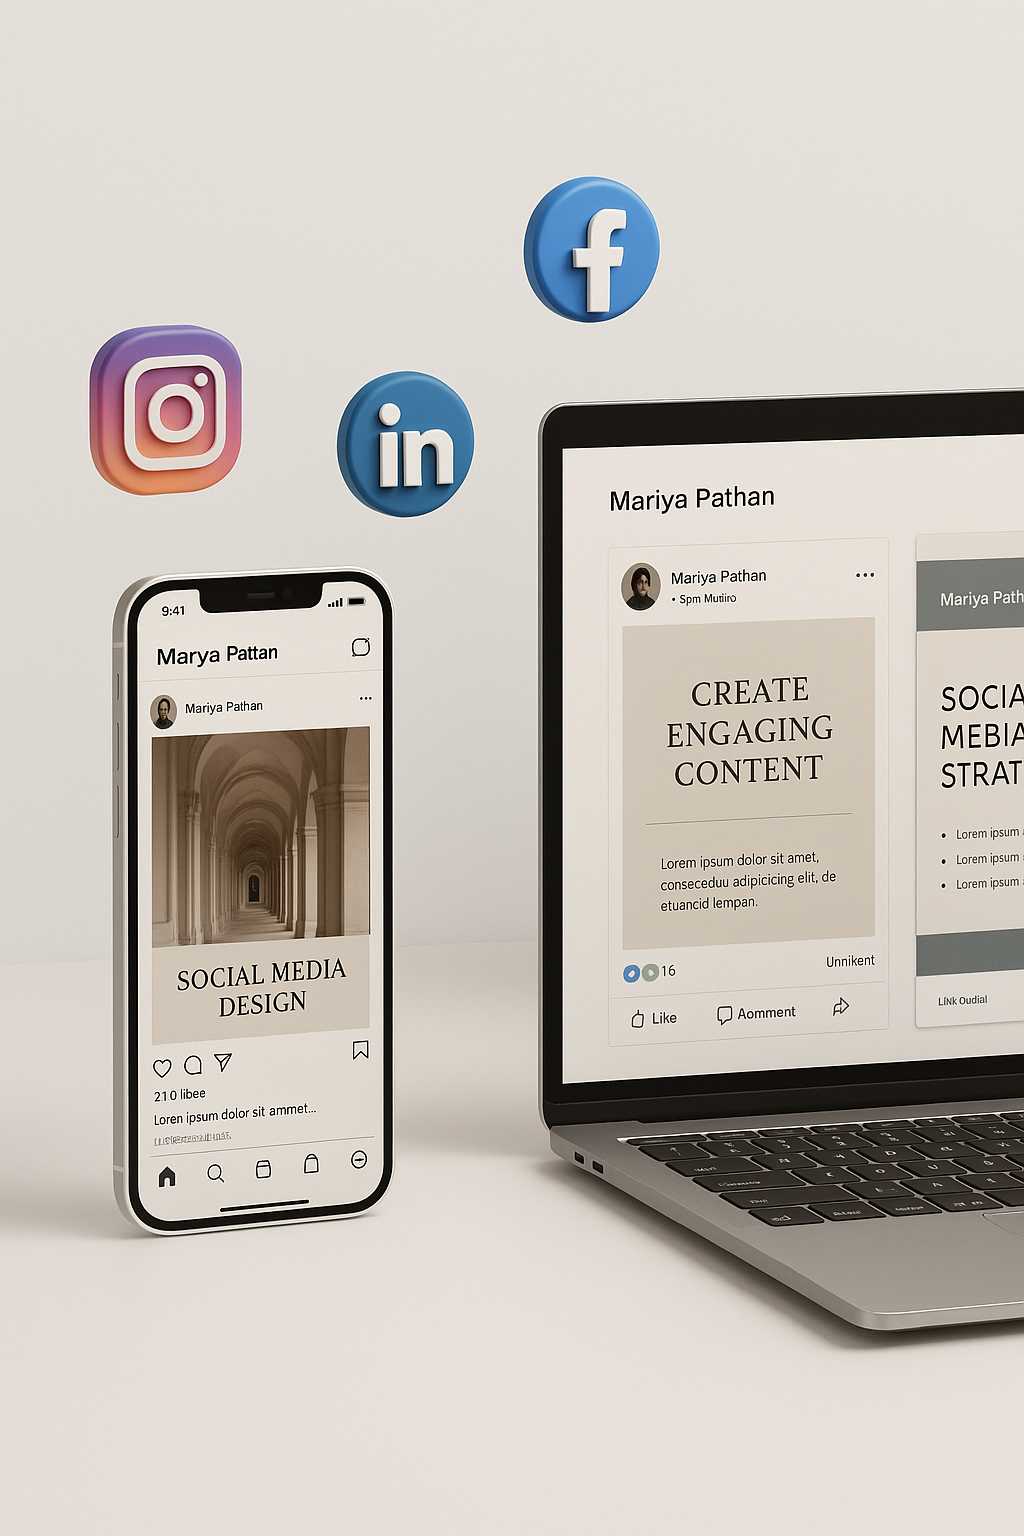 f
in
9:41
Marya Pattan
Mariya Pathan
SOCIAL MEDIA
DESIGN
210 libee
Loren ipsum dolor sit ammet...
Mariya Pathan
Mariya Pathan
• Spm Mutiro
CREATE
ENGAGING
CONTENT
Lorem ipsum dolor sit amet,
conseceduu adipicicing elit, de
etuancid lempan.
16
Unnikent
Like
Aomment
Mariya Path
SOCIA
MEBIA
STRAT
• Lorem ipsum
• Lorem ipsum
• Lorem ipsum
Link Oudial